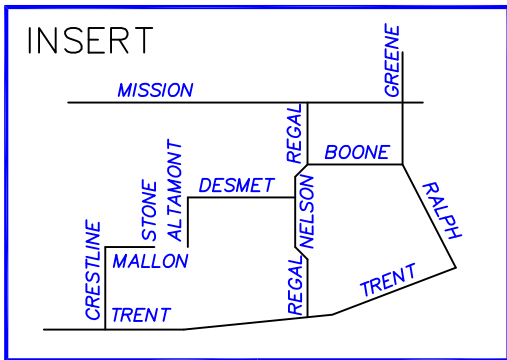 INSERT
GREENE
MISSION
REGAL
BOONE
ALTAMONT
DESMET
STONE
NELSON
RALPH
CRESTLINE
MALLON
REGAL
TRENT
TRENT